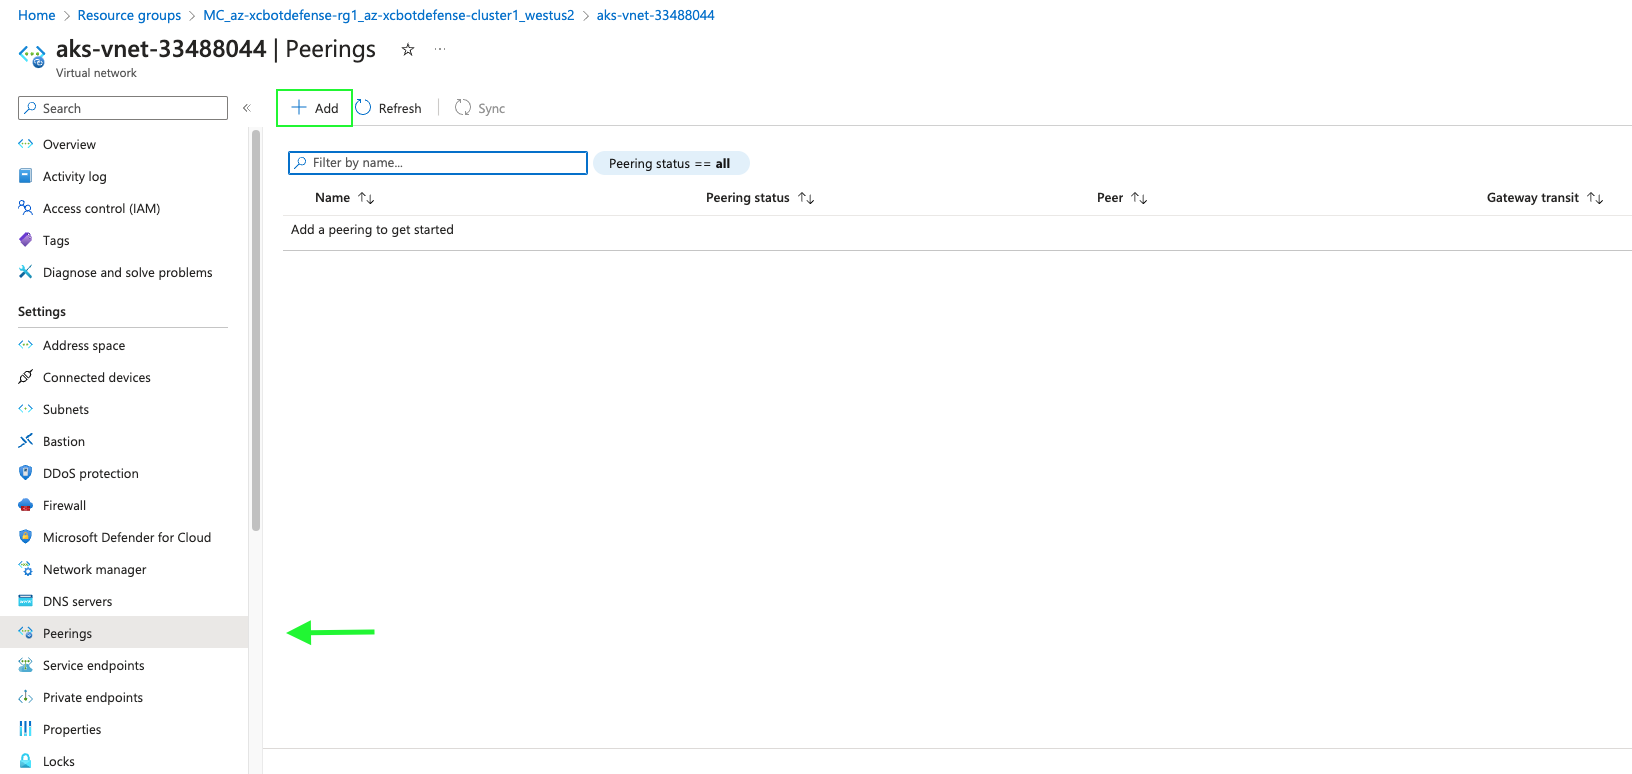 Home > Resource groups > MC_az-xcbotdefense-rg1_az-xcbotdefense-cluster1_westus2 > aks-vnet-33488044
aks-vnet-33488044 | Peerings
Virtual network
Search
Add Refresh Sync
Overview
Activity log
Access control (IAM)
Tags
Diagnose and solve problems
Settings
Address space
Connected devices
Subnets
Bastion
DDoS protection
Firewall
Microsoft Defender for Cloud
Network manager
DNS servers
Peerings
Service endpoints
Private endpoints
Properties
Locks
Filter by name... Peering status == all
Name Peering status Peer Gateway transit
Add a peering to get started